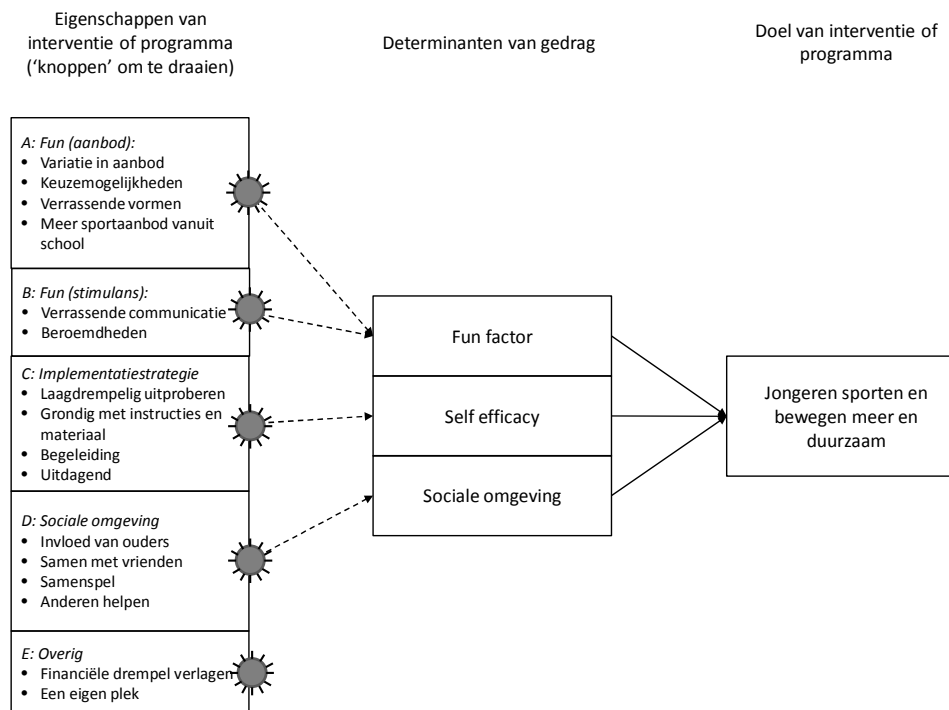 Eigenschappen van
interventie of programma
(‘knoppen’ om te draaien)
Determinanten van gedrag
Doel van interventie of
programma
A: Fun (aanbod):
• Variatie in aanbod
• Keuzemogelijkheden
• Verrassende vormen
• Meer sportaanbod vanuit
school
B: Fun (stimulans):
• Verrassende communicatie
• Beroemdheden
C: Implementatiestrategie
• Laagdrempelig uitproberen
• Grondig met instructies en
materiaal
• Begeleiding
• Uitdagend
D: Sociale omgeving
• Invloed van ouders
• Samen met vrienden
• Samenspel
• Anderen helpen
E: Overig
• Financiële drempel verlagen
• Een eigen plek
Fun factor
Self efficacy
Sociale omgeving
Jongeren sporten en
bewegen meer en
duurzaam